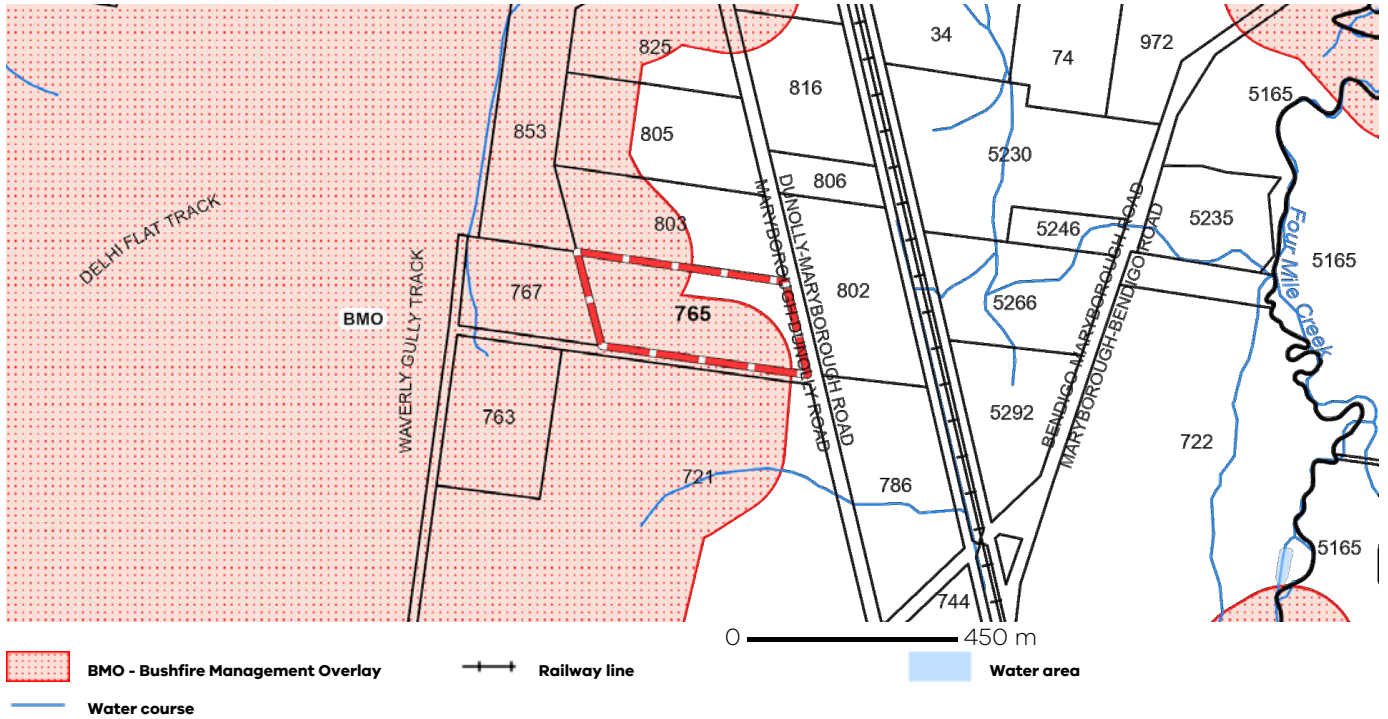 34
972
825
74
816
5165
853
805
5230
806
DUNOLLY-MARYBOROUGH ROAD
MARYBOROUGH-DUNOLLY ROAD
BENDIGO MARYBOROUGH ROAD
MARYBOROUGH-BENDIGO ROAD
DELHI FLAT TRACK
803
5246
5235
Four Mile Creek
5165
WAVERLY GULLY TRACK
767
802
5266
BMO
765
763
5292
722
721
786
5165
744
0 450 m
BMO - Bushfire Management Overlay
Railway line
Water area
Water course